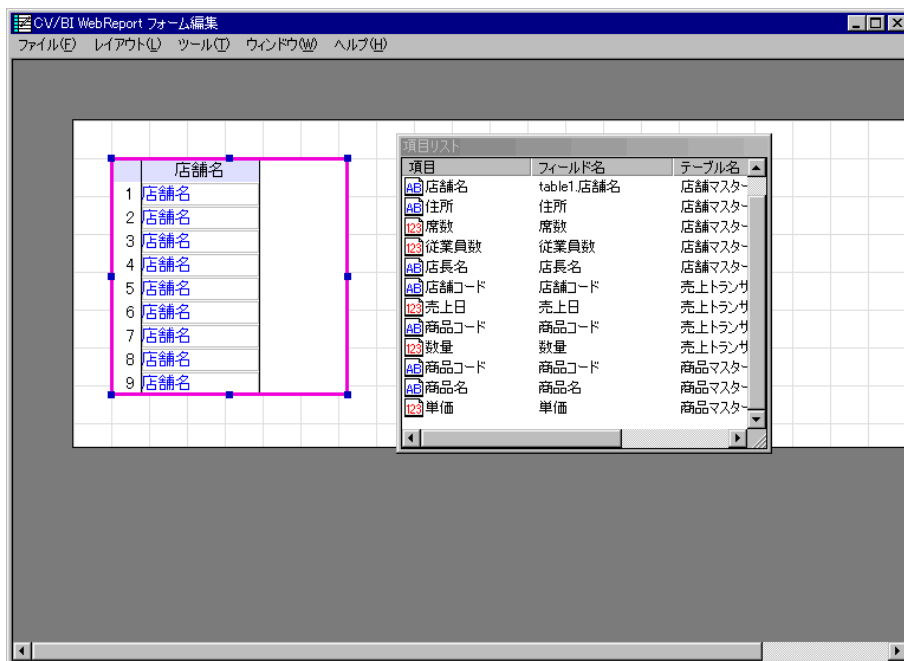 CV/BI WebReport フォーム編集
ファイル(F) レイアウト(L) ツール(T) ウィンドウ(W) ヘルプ(H)
店舗名
1 店舗名
2 店舗名
3 店舗名
4 店舗名
5 店舗名
6 店舗名
7 店舗名
8 店舗名
9 店舗名
項目リスト
項目 フィールド名 テーブル名
AB 店舗名 table1.店舗名 店舗マスター
AB 住所 住所 店舗マスター
123 席数 席数 店舗マスター
123 従業員数 従業員数 店舗マスター
AB 店長名 店長名 店舗マスター
AB 店舗コード 店舗コード 売上トランザ
123 売上日 売上日 売上トランザ
AB 商品コード 商品コード 売上トランザ
123 数量 数量 売上トランザ
AB 商品コード 商品コード 商品マスター
AB 商品名 商品名 商品マスター
123 単価 単価 商品マスター